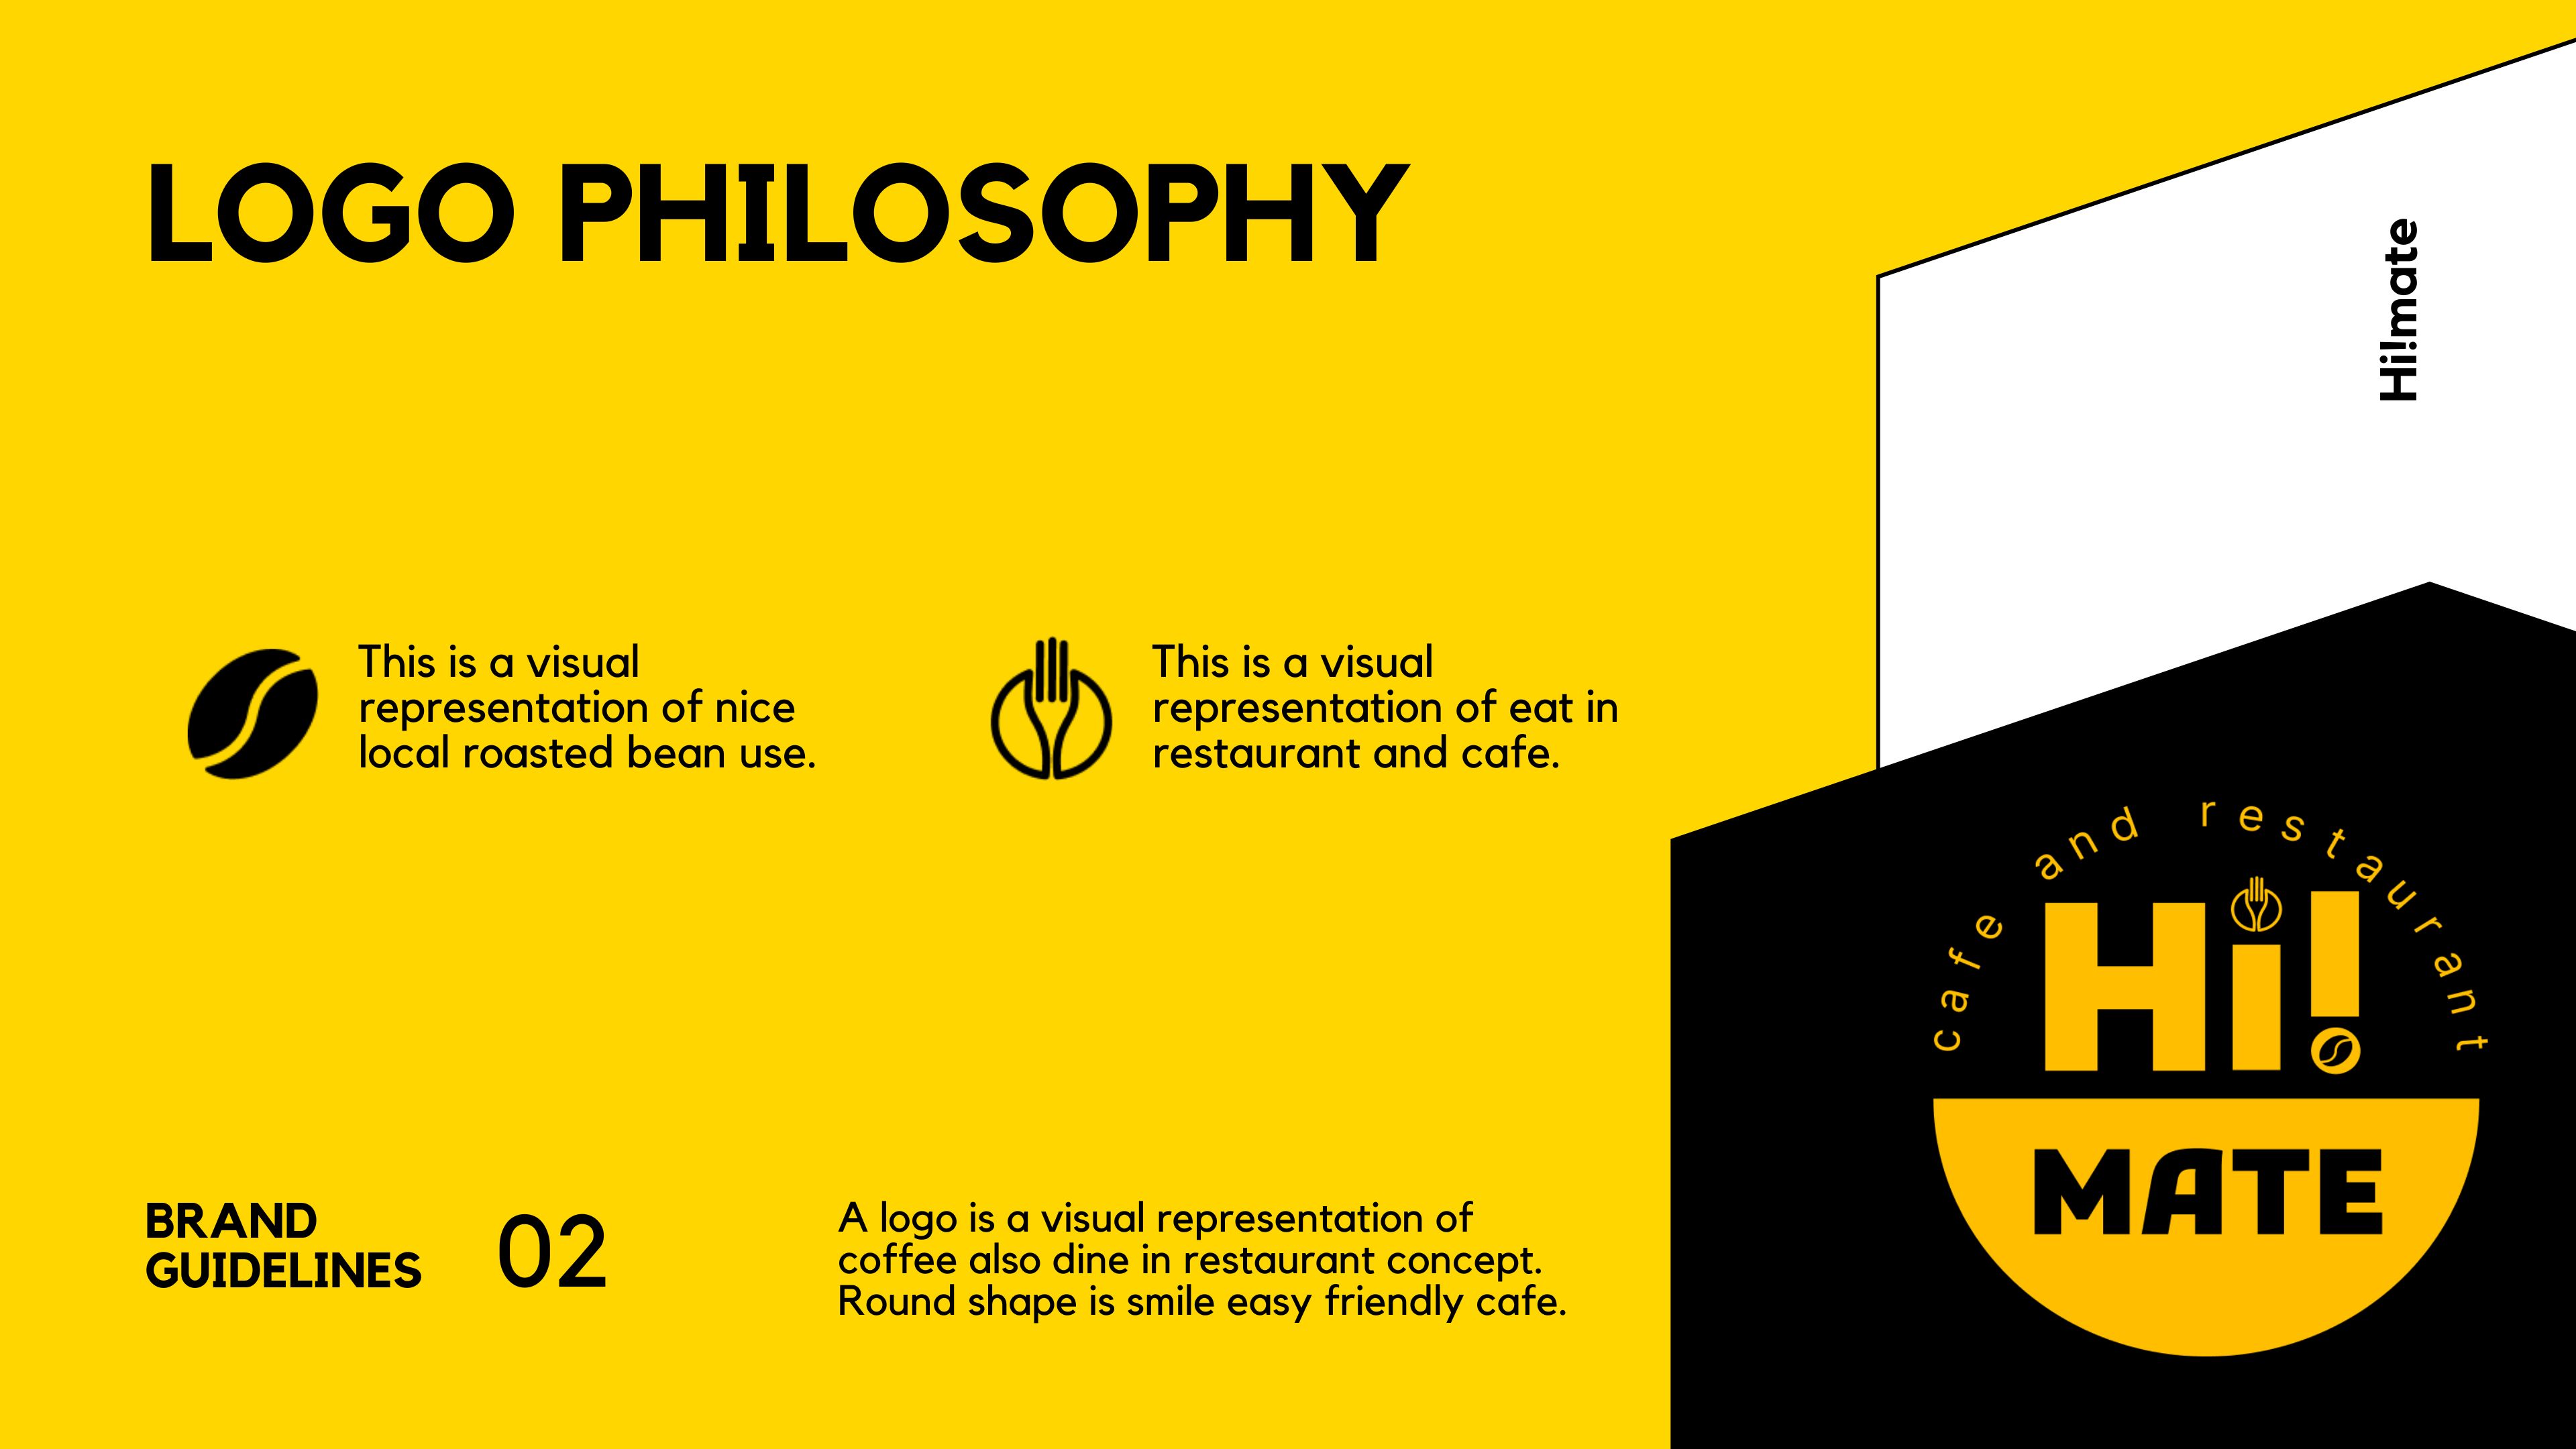 LOGO PHILOSOPHY
Hi!mate
This is a visual
representation of nice
local roasted bean use.
This is a visual
representation of eat in
restaurant and cafe.
cafe and restaurant
Hi!
MATE
BRAND
GUIDELINES
02
A logo is a visual representation of
coffee also dine in restaurant concept.
Round shape is smile easy friendly cafe.